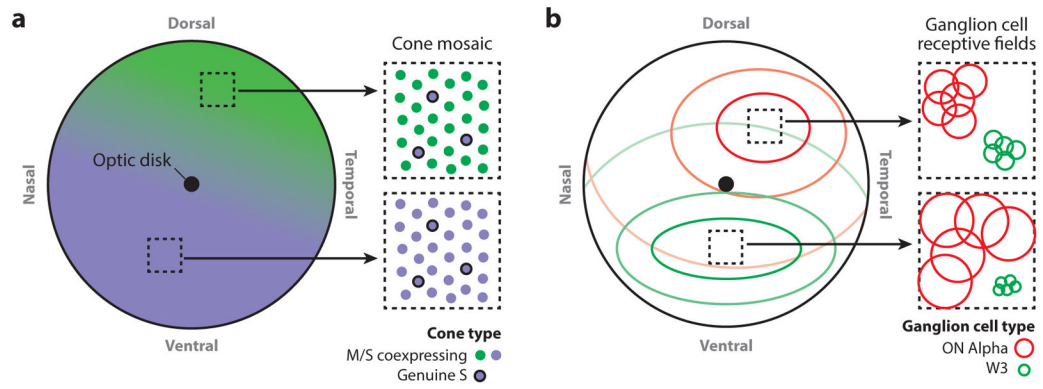 a
Dorsal
Nasal
Optic disk
Temporal
Ventral
Cone mosaic
Cone type
M/S coexpressing
Genuine S
b
Dorsal
Nasal
Temporal
Ventral
Ganglion cell
receptive fields
Ganglion cell type
ON Alpha
W3